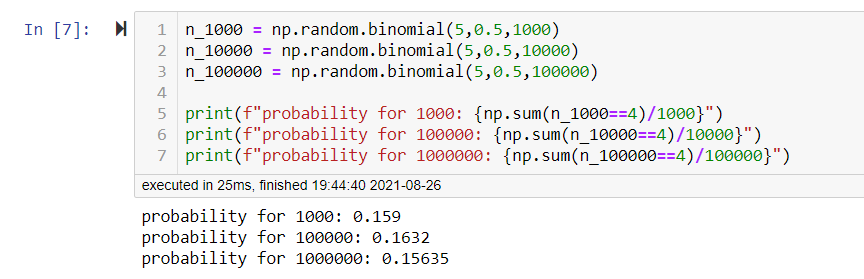 In [7]:
1 n_1000 = np.random.binomial(5,0.5,1000)
2 n_10000 = np.random.binomial(5,0.5,10000)
3 n_100000 = np.random.binomial(5,0.5,100000)
4
5 print(f"probability for 1000: {np.sum(n_1000==4)/1000}")
6 print(f"probability for 100000: {np.sum(n_10000==4)/10000}")
7 print(f"probability for 1000000: {np.sum(n_100000==4)/100000}")
executed in 25ms, finished 19:44:40 2021-08-26
probability for 1000: 0.159
probability for 100000: 0.1632
probability for 1000000: 0.15635